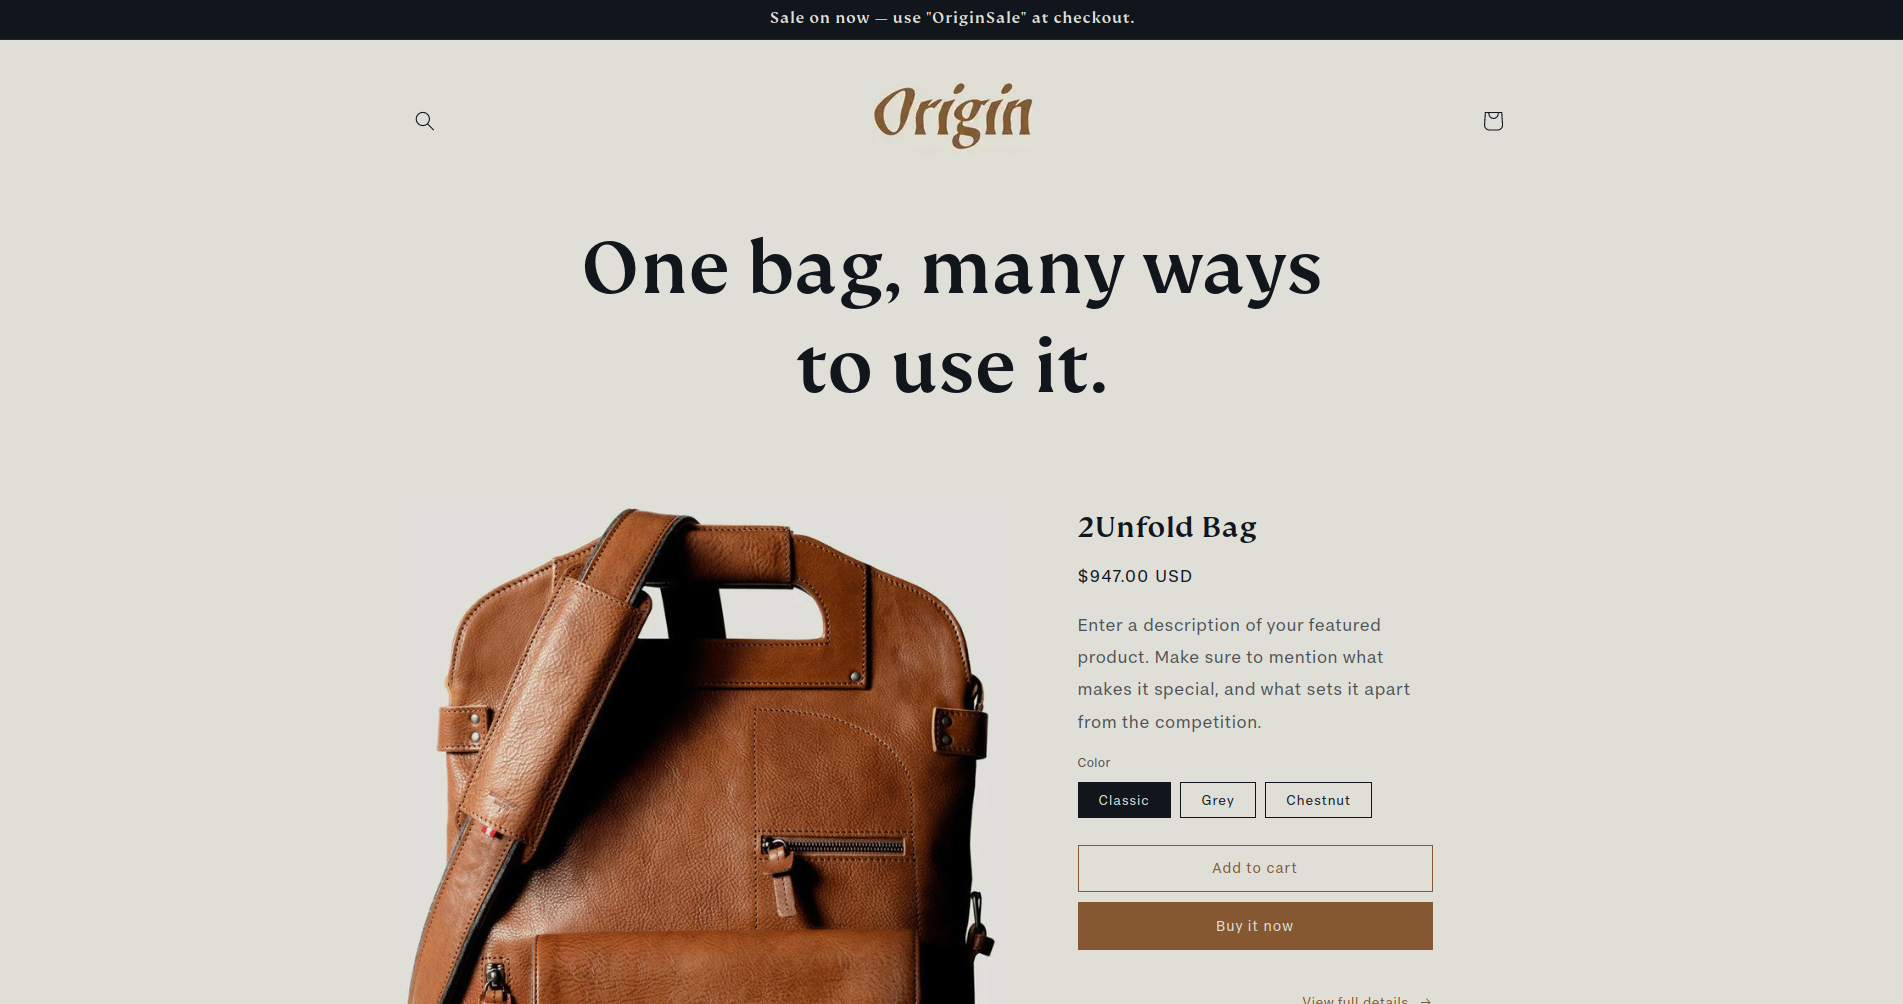 Sale on now — use "OriginSale" at checkout.
Origin
One bag, many ways
to use it.
2Unfold Bag
$947.00 USD
Enter a description of your featured
product. Make sure to mention what
makes it special, and what sets it apart
from the competition.
Color
Classic
Grey
Chestnut
Add to cart
Buy it now
View full details →